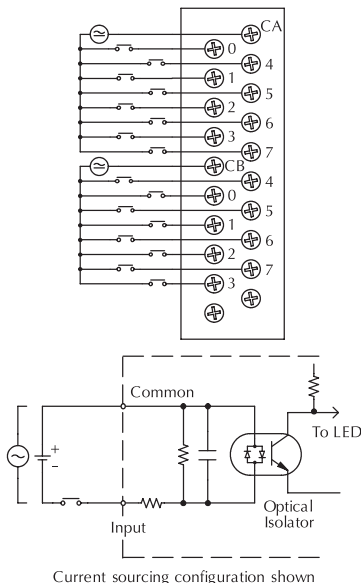 CA
0
4
1
5
2
6
3
7
CB
4
0
5
1
6
2
7
3
Common
+
−
To LED
Input
Optical
Isolator
Current sourcing configuration shown